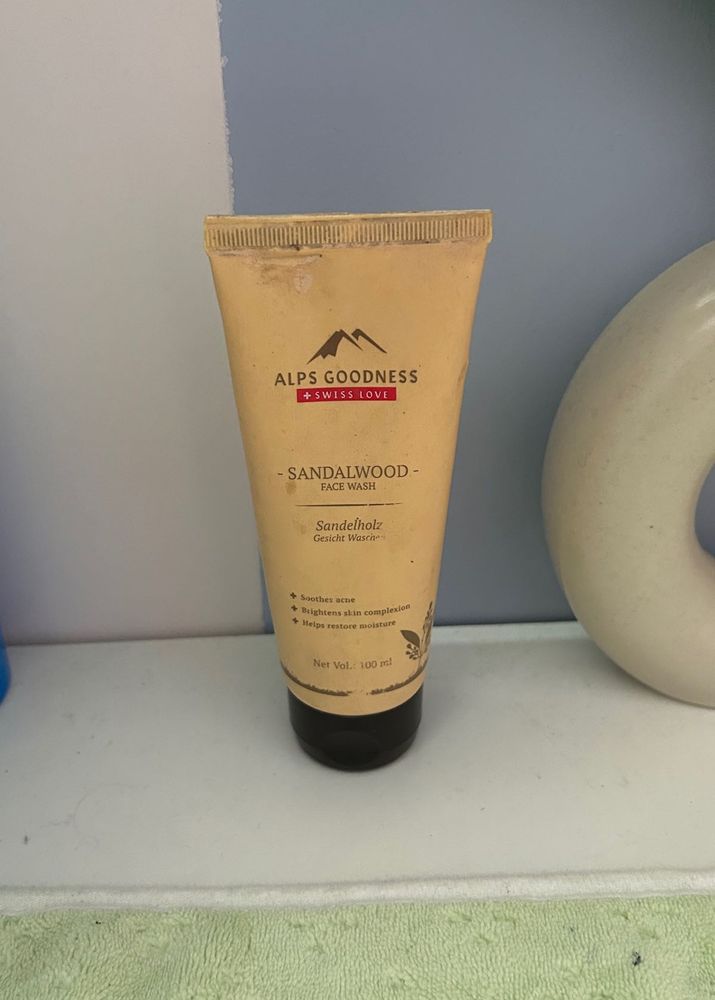 ALPS GOODNESS
+ SWISS LOVE
- SANDALWOOD -
FACE WASH
Sandelholz
Gesicht Waschen
+ Soothes acne
+ Brightens skin complexion
+ Helps restore moisture
Net Vol.: 100 ml